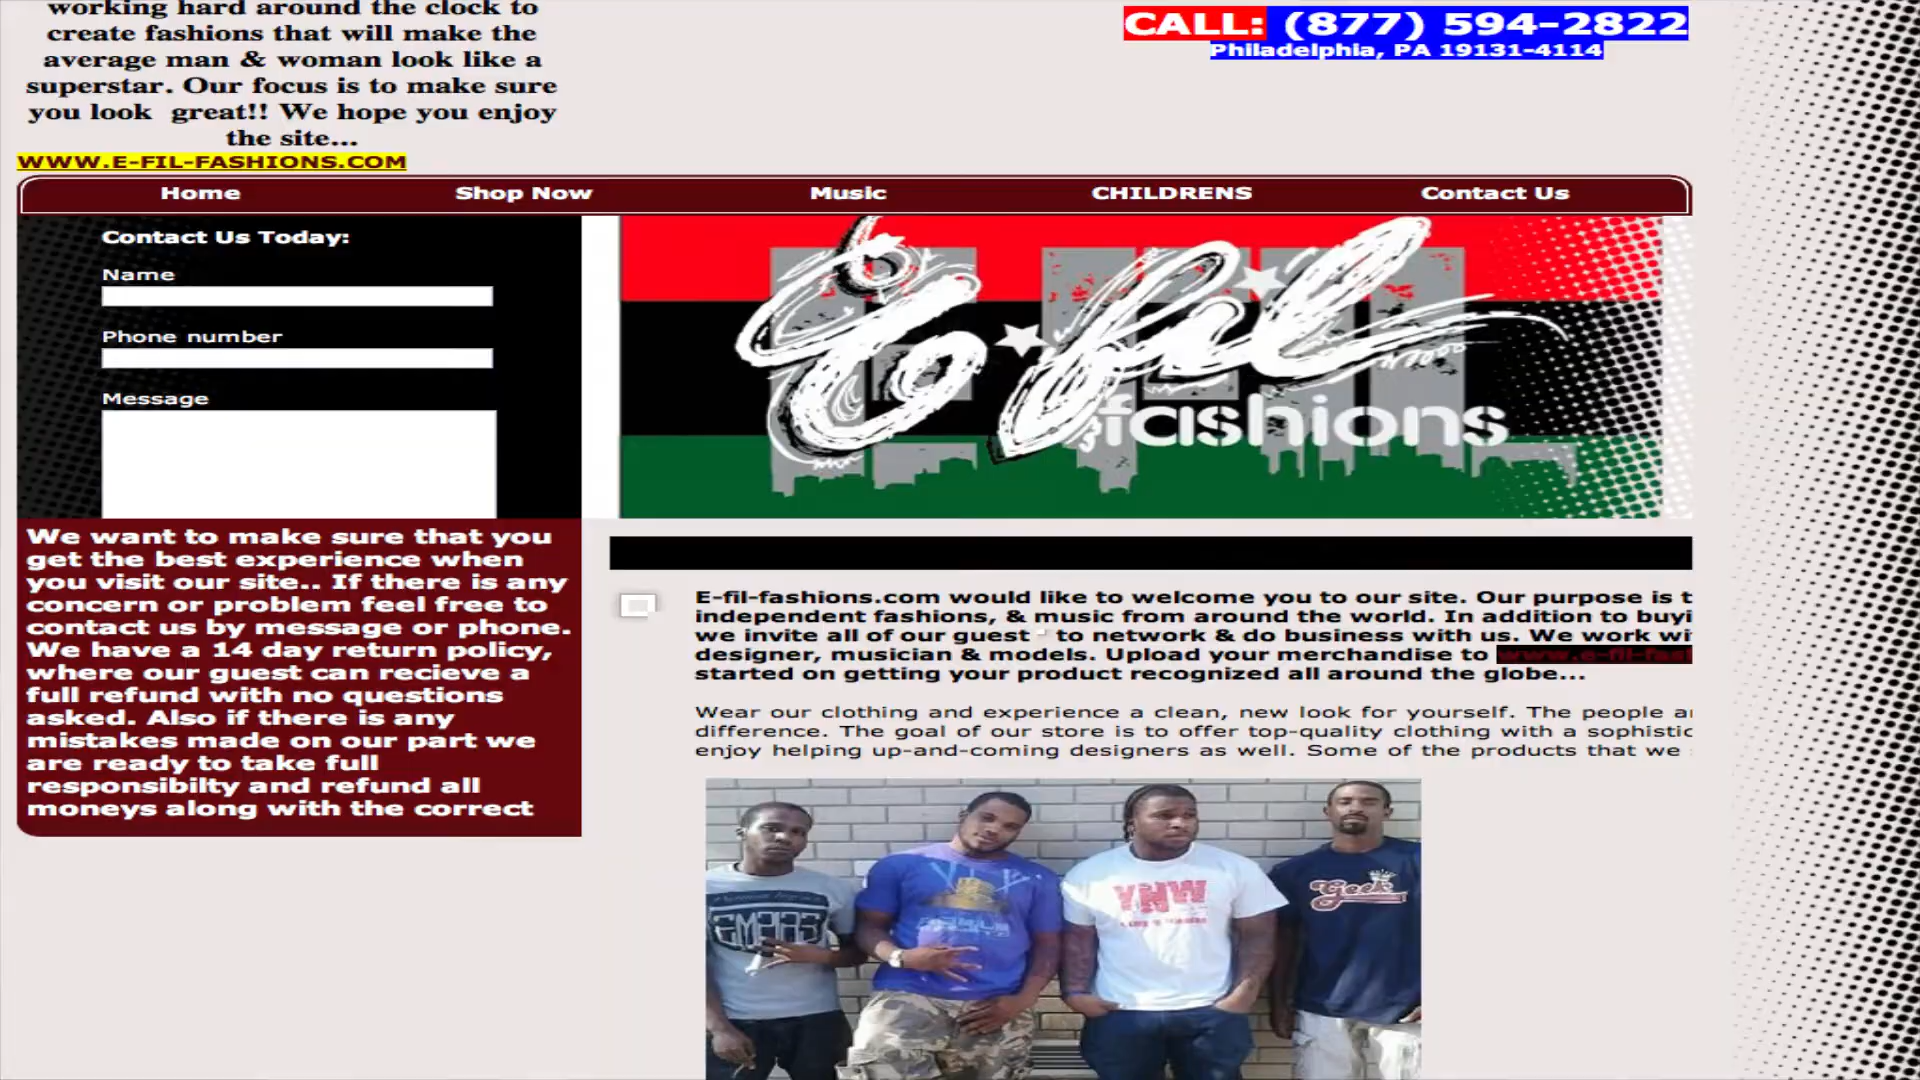 working hard around the clock to
create fashions that will make the
average man & woman look like a
superstar. Our focus is to make sure
you look great!! We hope you enjoy
the site...
WWW.E-FIL-FASHIONS.COM
CALL: (877) 594-2822
Philadelphia, PA 19131-4114
Home Shop Now Music CHILDRENS Contact Us
Contact Us Today:
Name
Phone number
Message
fil
fashions
We want to make sure that you
get the best experience when
you visit our site.. If there is any
concern or problem feel free to
contact us by message or phone.
We have a 14 day return policy,
where our guest can recieve a
full refund with no questions
asked. Also if there is any
mistakes made on our part we
are ready to take full
responsibilty and refund all
moneys along with the correct
E-fil-fashions.com would like to welcome you to our site. Our purpose is t
independent fashions, & music from around the world. In addition to buyi
we invite all of our guest to network & do business with us. We work wi
designer, musician & models. Upload your merchandise to www.e-fil-fas
started on getting your product recognized all around the globe...
Wear our clothing and experience a clean, new look for yourself. The people a
difference. The goal of our store is to offer top-quality clothing with a sophistic
enjoy helping up-and-coming designers as well. Some of the products that we
YNW
Geek